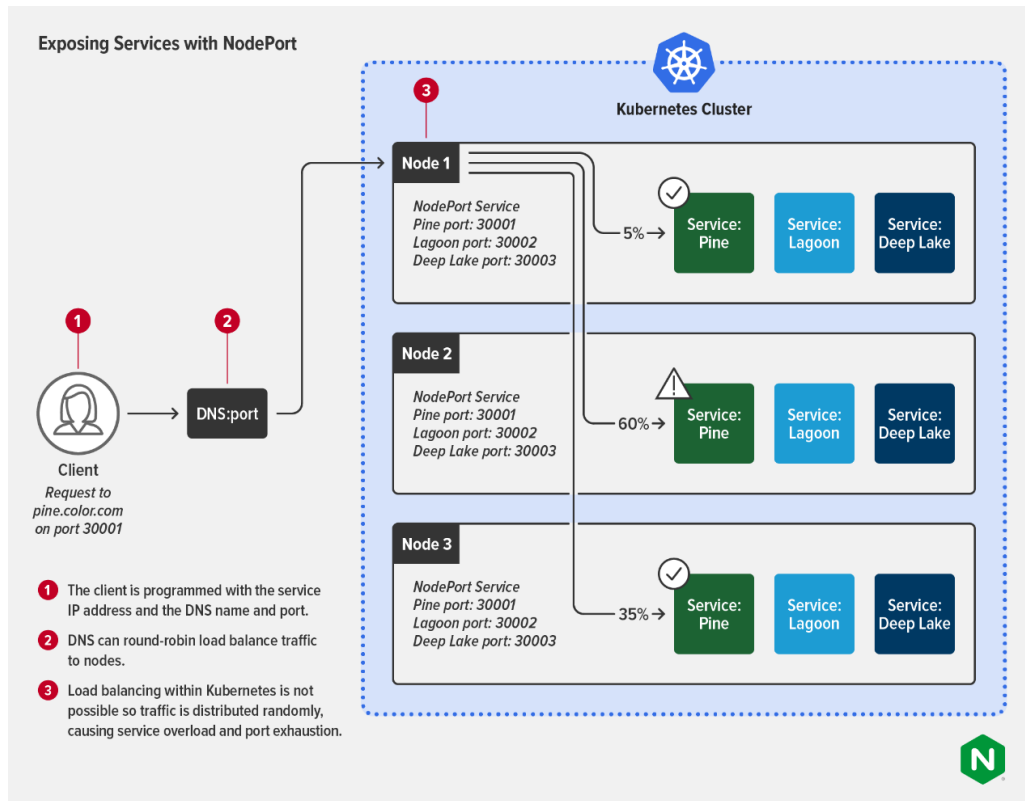 Exposing Services with NodePort
Kubernetes Cluster
3
Node 1
NodePort Service
Pine port: 30001
Lagoon port: 30002
Deep Lake port: 30003
5%
Service:
Pine
Service:
Lagoon
Service:
Deep Lake
1
2
Node 2
NodePort Service
Pine port: 30001
Lagoon port: 30002
Deep Lake port: 30003
60%
Service:
Pine
Service:
Lagoon
Service:
Deep Lake
DNS:port
Client
Request to
pine.color.com
on port 30001
Node 3
NodePort Service
Pine port: 30001
Lagoon port: 30002
Deep Lake port: 30003
35%
Service:
Pine
Service:
Lagoon
Service:
Deep Lake
1 The client is programmed with the service
IP address and the DNS name and port.
2 DNS can round-robin load balance traffic
to nodes.
3 Load balancing within Kubernetes is not
possible so traffic is distributed randomly,
causing service overload and port exhaustion.
N